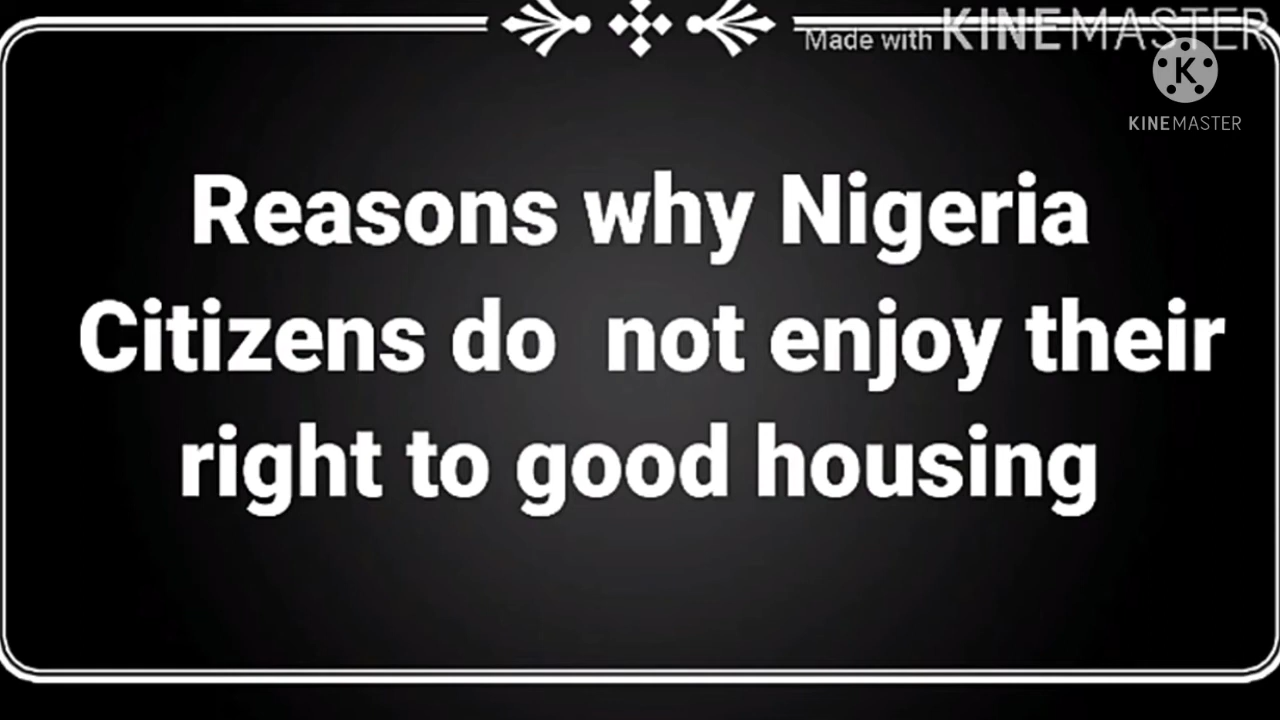 Made with KINEMASTER
K
KINEMASTER
Reasons why Nigeria
Citizens do  not enjoy their
right to good housing